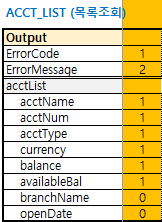 ACCT_LIST (목록조회)
Output
ErrorCode 1
ErrorMessage 2
acctList
acctName 1
acctNum 1
acctType 1
currency 1
balance 1
availableBal 1
branchName 0
openDate 0